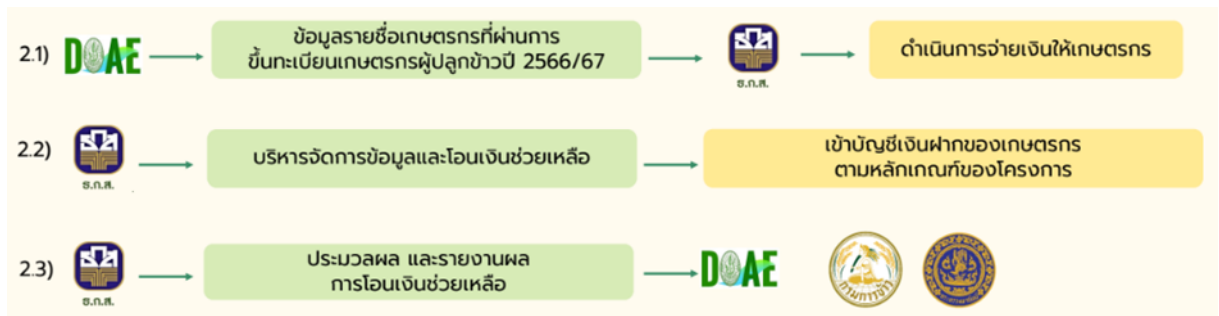 2.1) DOAE ข้อมูลรายชื่อเกษตรกรที่ผ่านการ
ขึ้นทะเบียนเกษตรกรผู้ปลูกข้าวปี 2566/67
ธ.ก.ส.
ดำเนินการจ่ายเงินให้เกษตรกร
2.2)
ธ.ก.ส.
บริหารจัดการข้อมูลและโอนเงินช่วยเหลือ
เข้าบัญชีเงินฝากของเกษตรกร
ตามหลักเกณฑ์ของโครงการ
2.3)
ธ.ก.ส.
ประมวลผล และรายงานผล
การโอนเงินช่วยเหลือ
DOAE
กรมการข้าว